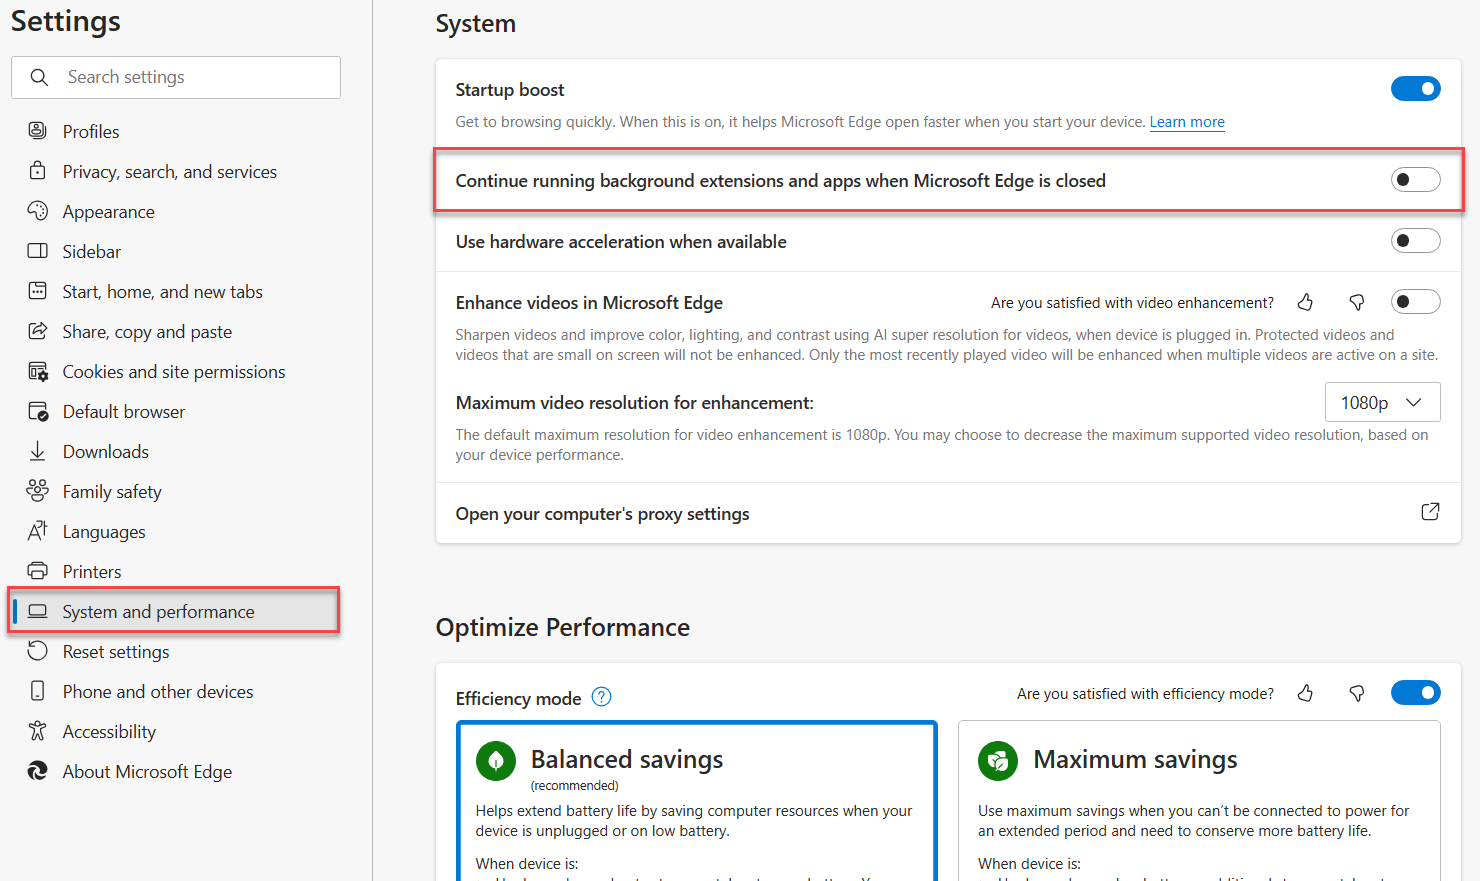 Settings
Search settings
Profiles
Privacy, search, and services
Appearance
Sidebar
Start, home, and new tabs
Share, copy and paste
Cookies and site permissions
Default browser
Downloads
Family safety
Languages
Printers
System and performance
Reset settings
Phone and other devices
Accessibility
About Microsoft Edge
System
Startup boost
Get to browsing quickly. When this is on, it helps Microsoft Edge open faster when you start your device. Learn more
Continue running background extensions and apps when Microsoft Edge is closed
Use hardware acceleration when available
Enhance videos in Microsoft Edge
Are you satisfied with video enhancement?
Sharpen videos and improve color, lighting, and contrast using AI super resolution for videos, when device is plugged in. Protected videos and
videos that are small on screen will not be enhanced. Only the most recently played video will be enhanced when multiple videos are active on a site.
Maximum video resolution for enhancement:
1080p
The default maximum resolution for video enhancement is 1080p. You may choose to decrease the maximum supported video resolution, based on
your device performance.
Open your computer's proxy settings
Optimize Performance
Efficiency mode
Are you satisfied with efficiency mode?
Balanced savings
(recommended)
Helps extend battery life by saving computer resources when your
device is unplugged or on low battery.
When device is:
Maximum savings
Use maximum savings when you can't be connected to power for
an extended period and need to conserve more battery life.
When device is: